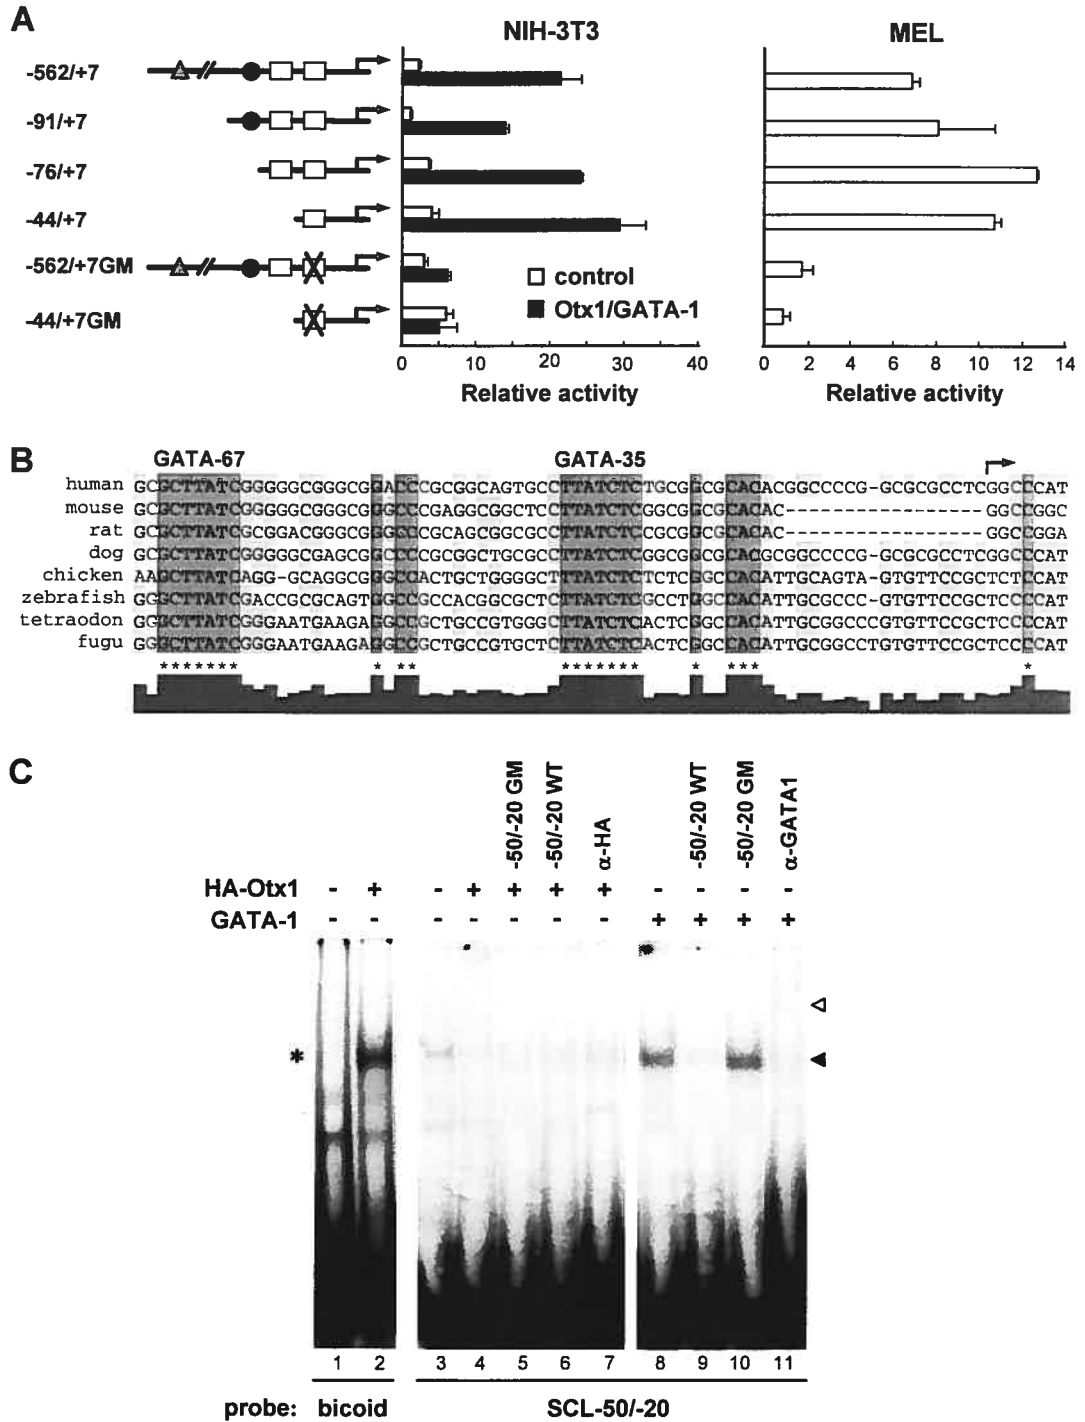 A
NIH-3T3
MEL
-562/+7
-91/+7
-76/+7
-44/+7
-562/+7GM
-44/+7GM
control
Otx1/GATA-1
0 10 20 30 40
Relative activity
0 2 4 6 8 10 12 14
Relative activity
B
GATA-67 GATA-35
human GCGCTTATCGGGGGCGGGCGGACCCGCGGCAGTGCCTTATCTCTGCGGCGCACACGGCCCCG-GCGCGCCTCGGCCCAT
mouse GCGCTTATCGGGGGCGGGCGGGCCCGAGGCGGCTCCTTATCTCGGCGGCGCACAC-----------------GGCCGGC
rat GCGCTTATCGCGGACGGGCGGGCCCGCAGCGGCGCCTTATCTCGGCGGCGCACAC-----------------GGCCGGA
dog GCGCTTATCGGGGGCGAGCGGCCCCGCGGCTGCGCCTTATCTCGGCGGCGCACGCGGCCCCG-GCGCGCCTCGGCCCAT
chicken AAGCTTATCAGG-GCAGGCGGGCCACTGCTGGGGCTTTATCTCTCTCGGCCACATTGCAGTA-GTGTTCCGCTCTCCAT
zebrafish GGGCTTATCGACCGCGCAGTGGCCGCCACGGCGCTCTTATCTCGCCTGGCCACATTGCGCCC-GTGTTCCGCTCCCCAT
tetraodon GGGCTTATCGGGAATGAAGAGGCCGCTGCCGTGGGCTTATCTCACTCGGCCACATTGCGGCCCGTGTTCCGCTCCCCAT
fugu GGGCTTATCGGGAATGAAGAGGCCGCTGCCGTGCTCTTATCTCACTCGGCCACATTGCGGCCTGTGTTCCGCTCCCCAT
******* * ** ******* * *** *
C
-50/-20 GM
-50/-20 WT
α-HA
-50/-20 WT
-50/-20 GM
α-GATA1
HA-Otx1 - + - + + + + - - - -
GATA-1 - - - - - - - + + + +
*
1 2 3 4 5 6 7 8 9 10 11
probe: bicoid SCL-50/-20